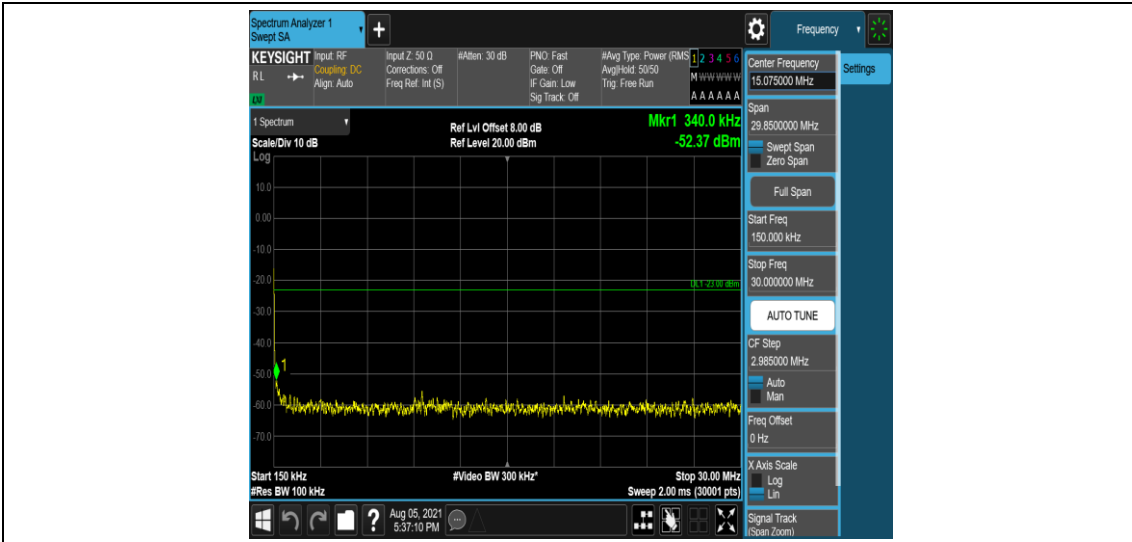 Spectrum Analyzer 1
Swept SA
+
Frequency
KEYSIGHT Input: RF Input Z: 50 Ω #Atten: 30 dB PNO: Fast #Avg Type: Power (RMS 1 2 3 4 5 6
RL Coupling: DC Corrections: Off Gate: Off Avg|Hold: 50/50 M W W W W W
Align: Auto Freq Ref: Int (S) IF Gain: Low Trig: Free Run
Sig Track: Off A A A A A A
LXI
1 Spectrum
Scale/Div 10 dB
Ref Lvl Offset 8.00 dB
Ref Level 20.00 dBm
Mkr1 340.0 kHz
-52.37 dBm
Log
10.0
0.00
-10.0
-20.0
DL1 -23.00 dBm
-30.0
-40.0
-50.0
1
-60.0
-70.0
Start 150 kHz #Video BW 300 kHz* Stop 30.00 MHz
#Res BW 100 kHz Sweep 2.00 ms (30001 pts)
?
Aug 05, 2021
5:37:10 PM
Center Frequency
15.075000 MHz
Settings
Span
29.8500000 MHz
Swept Span
Zero Span
Full Span
Start Freq
150.000 kHz
Stop Freq
30.000000 MHz
AUTO TUNE
CF Step
2.985000 MHz
Auto
Man
Freq Offset
0 Hz
X Axis Scale
Log
Lin
Signal Track
(Span Zoom)